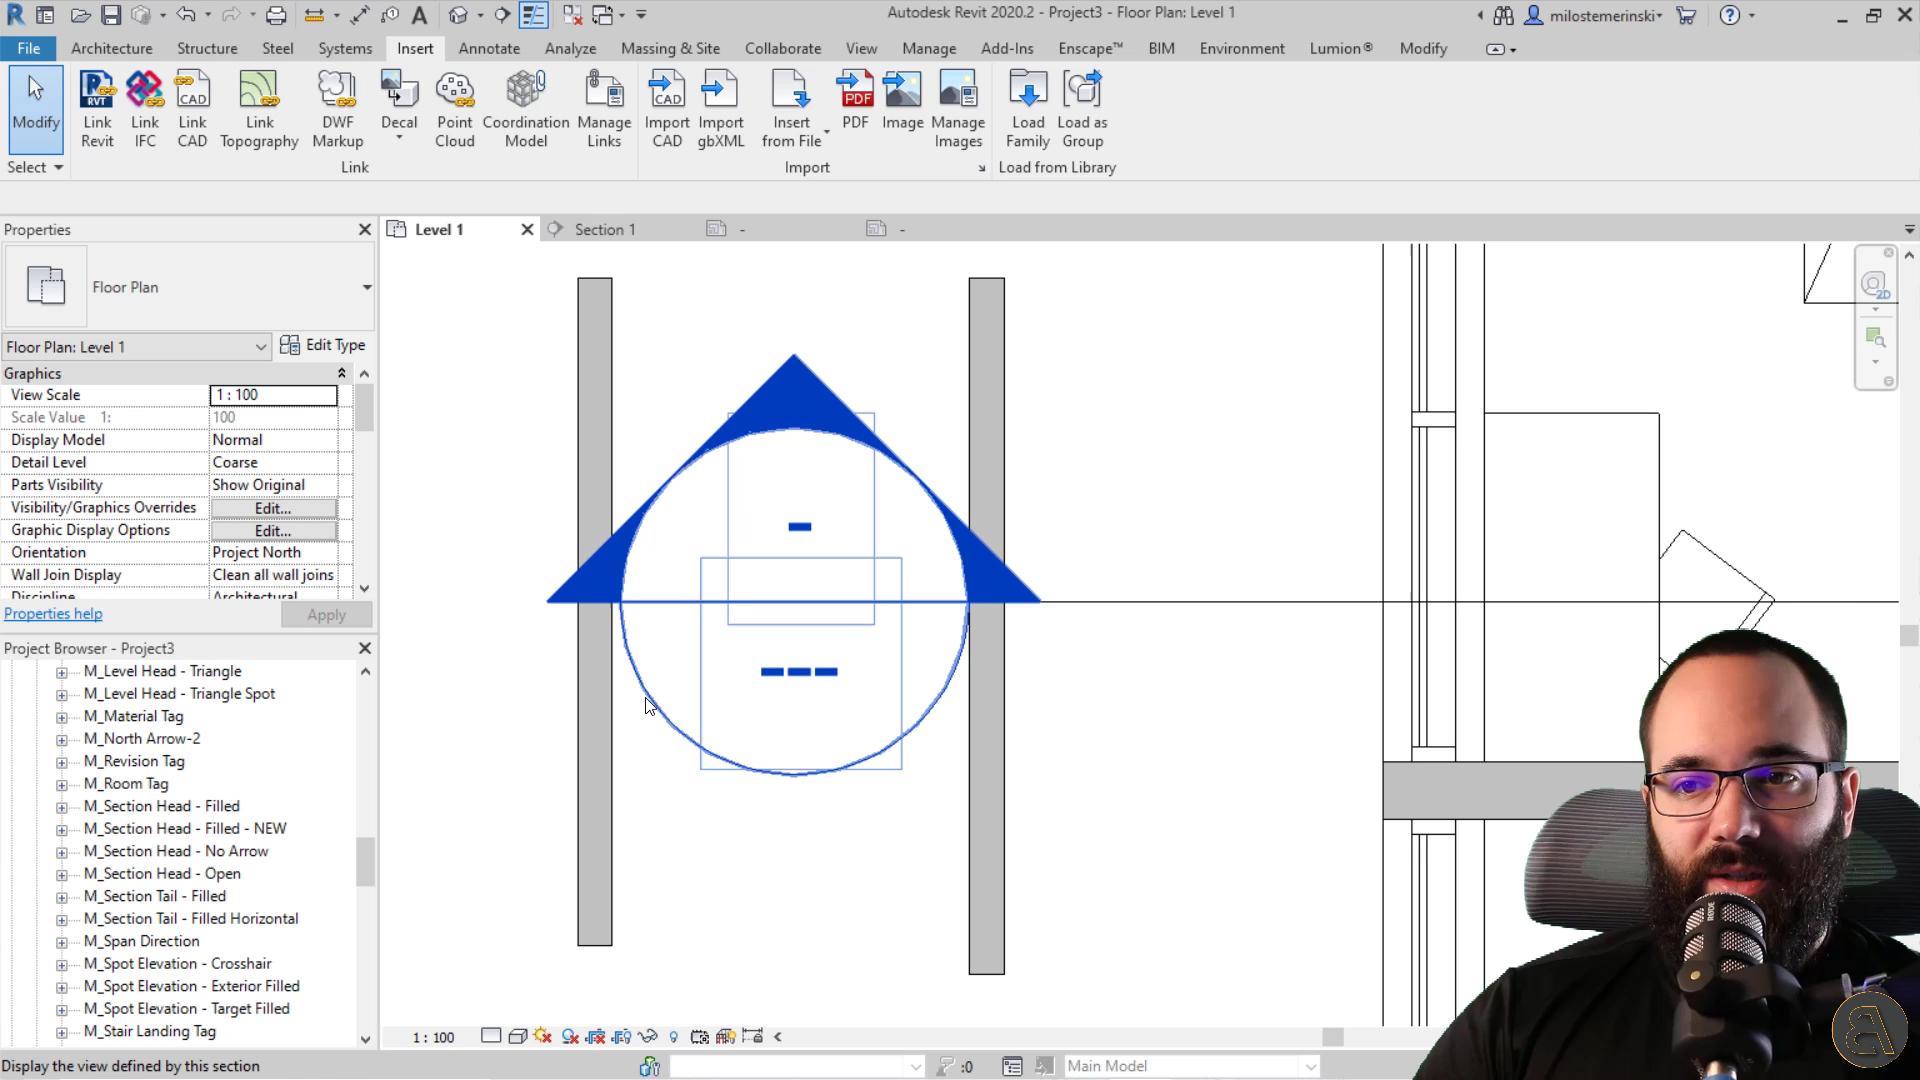 Autodesk Revit 2020.2 - Project3 - Floor Plan: Level 1
milostemerinski
File Architecture Structure Steel Systems Insert Annotate Analyze Massing & Site Collaborate View Manage Add-Ins Enscape™ BIM Environment Lumion® Modify
Modify
Link Revit
Link IFC
Link CAD
Link Topography
DWF Markup
Decal
Point Cloud
Coordination Model
Manage Links
Import CAD
Import gbXML
Insert from File
PDF
Image
Manage Images
Load Family
Load as Group
Select
Link
Import
Load from Library
Properties
Level 1
Section 1
-
-
Floor Plan
Floor Plan: Level 1
Edit Type
Graphics
View Scale 1 : 100
Scale Value 1: 100
Display Model Normal
Detail Level Coarse
Parts Visibility Show Original
Visibility/Graphics Overrides Edit...
Graphic Display Options Edit...
Orientation Project North
Wall Join Display Clean all wall joins
Discipline Architectural
Properties help
Apply
Project Browser - Project3
M_Level Head - Triangle
M_Level Head - Triangle Spot
M_Material Tag
M_North Arrow-2
M_Revision Tag
M_Room Tag
M_Section Head - Filled
M_Section Head - Filled - NEW
M_Section Head - No Arrow
M_Section Head - Open
M_Section Tail - Filled
M_Section Tail - Filled Horizontal
M_Span Direction
M_Spot Elevation - Crosshair
M_Spot Elevation - Exterior Filled
M_Spot Elevation - Target Filled
M_Stair Landing Tag
-
---
2D
RØDE
1 : 100
Display the view defined by this section
:0
Main Model